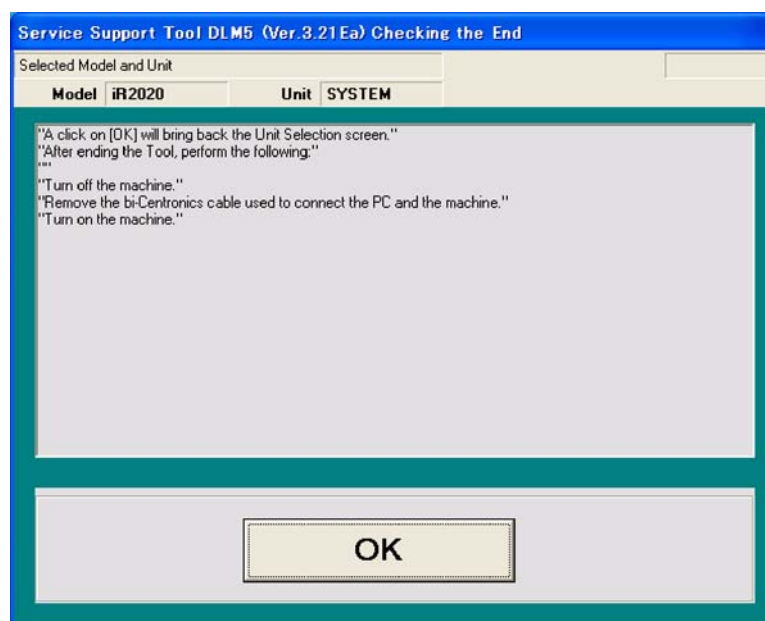 Service Support Tool DLM5 (Ver.3.21Ea) Checking the End
Selected Model and Unit
Model iR2020 Unit SYSTEM
"A click on [OK] will bring back the Unit Selection screen."
"After ending the Tool, perform the following:"
""
"Turn off the machine."
"Remove the bi-Centronics cable used to connect the PC and the machine."
"Turn on the machine."
OK